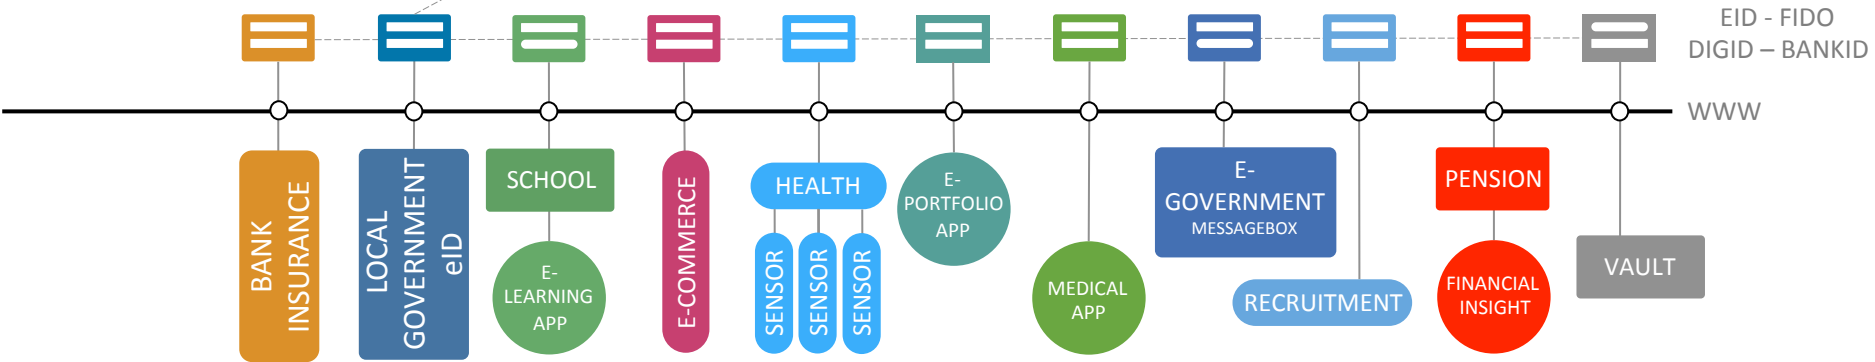 EID - FIDO
DIGID – BANKID
WWW
BANK
INSURANCE
LOCAL
GOVERNMENT
eID
SCHOOL
E-
LEARNING
APP
E-COMMERCE
HEALTH
SENSOR
SENSOR
SENSOR
E-
PORTFOLIO
APP
MEDICAL
APP
E-
GOVERNMENT
MESSAGEBOX
RECRUITMENT
PENSION
FINANCIAL
INSIGHT
VAULT